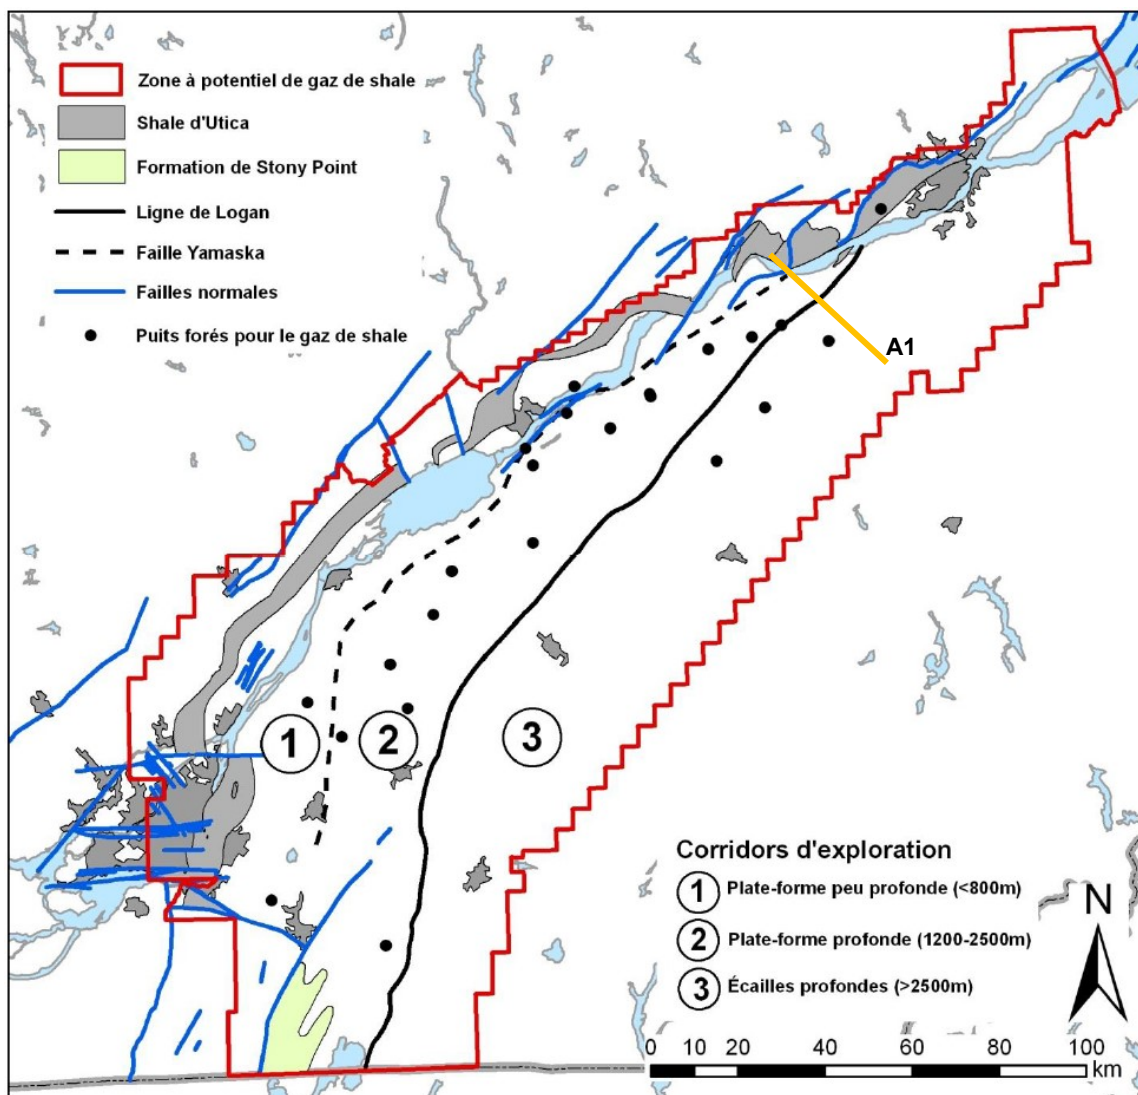 Zone à potentiel de gaz de shale
Shale d'Utica
Formation de Stony Point
Ligne de Logan
Faille Yamaska
Failles normales
Puits forés pour le gaz de shale
A1
1
2
3
Corridors d'exploration
1 Plate-forme peu profonde (<800m)
2 Plate-forme profonde (1200-2500m)
3 Écailles profondes (>2500m)
N
0 10 20 40 60 80 100
km